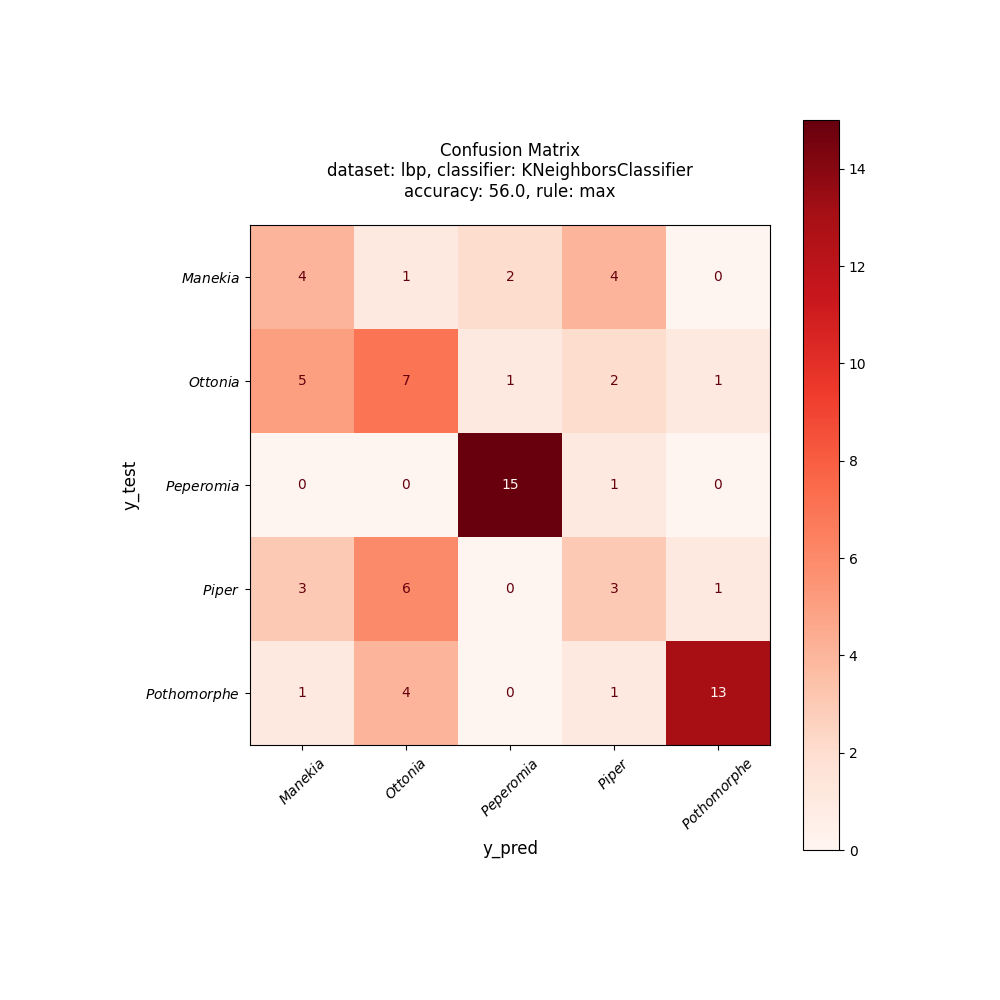 Confusion Matrix
dataset: lbp, classifier: KNeighborsClassifier
accuracy: 56.0, rule: max
y_test
Manekia 4 1 2 4 0
Ottonia 5 7 1 2 1
Peperomia 0 0 15 1 0
Piper 3 6 0 3 1
Pothomorphe 1 4 0 1 13
Manekia Ottonia Peperomia Piper Pothomorphe
y_pred
14
12
10
8
6
4
2
0